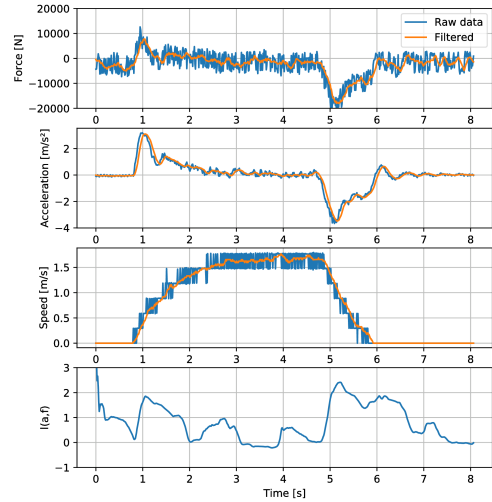 20000
10000
0
−10000
−20000
Force [N]
Raw data
Filtered
0 1 2 3 4 5 6 7 8
2
0
−2
−4
Acceleration [m/s²]
0 1 2 3 4 5 6 7 8
1.5
1.0
0.5
0.0
Speed [m/s]
0 1 2 3 4 5 6 7 8
3
2
1
0
−1
I(a,f)
0 1 2 3 4 5 6 7 8
Time [s]